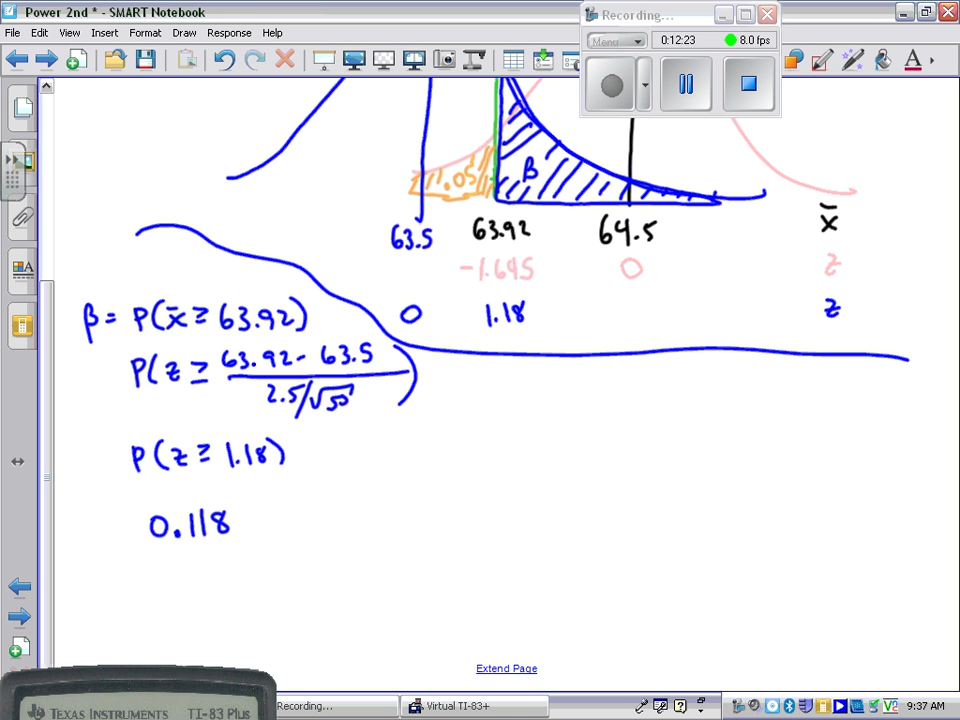 Power 2nd * - SMART Notebook
Recording...
File Edit View Insert Format Draw Response Help
Menu
0:12:23
8.0 fps
.05
β
63.5 63.92 64.5 x̄
-1.645 0 z
0 1.18 z
β = P(x̄ ≥ 63.92)
P(z ≥ 63.92 - 63.5 / 2.5/√50)
P(z ≥ 1.18)
0.118
Extend Page
TEXAS INSTRUMENTS TI-83 Plus
Recording...
Virtual TI-83+
9:37 AM